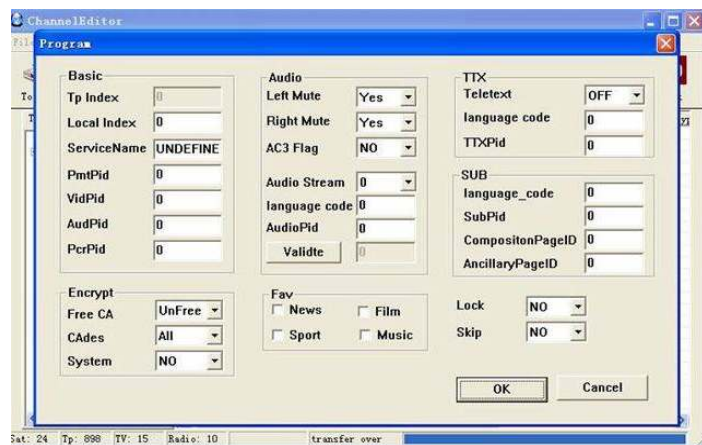 ChannelEditor
Program
Basic
Tp Index 0
Local Index 0
ServiceName UNDEFINE
PmtPid 0
VidPid 0
AudPid 0
PcrPid 0
Audio
Left Mute Yes
Right Mute Yes
AC3 Flag NO
Audio Stream 0
language code 0
AudioPid 0
Validte 0
TTX
Teletext OFF
language code 0
TTXPid 0
SUB
language_code 0
SubPid 0
CompositonPageID 0
AncillaryPageID 0
Encrypt
Free CA UnFree
CAdes All
System NO
Fav
News Film
Sport Music
Lock NO
Skip NO
OK Cancel
Sat: 24 Tp: 898 TV: 15 Radio: 10 transfer over